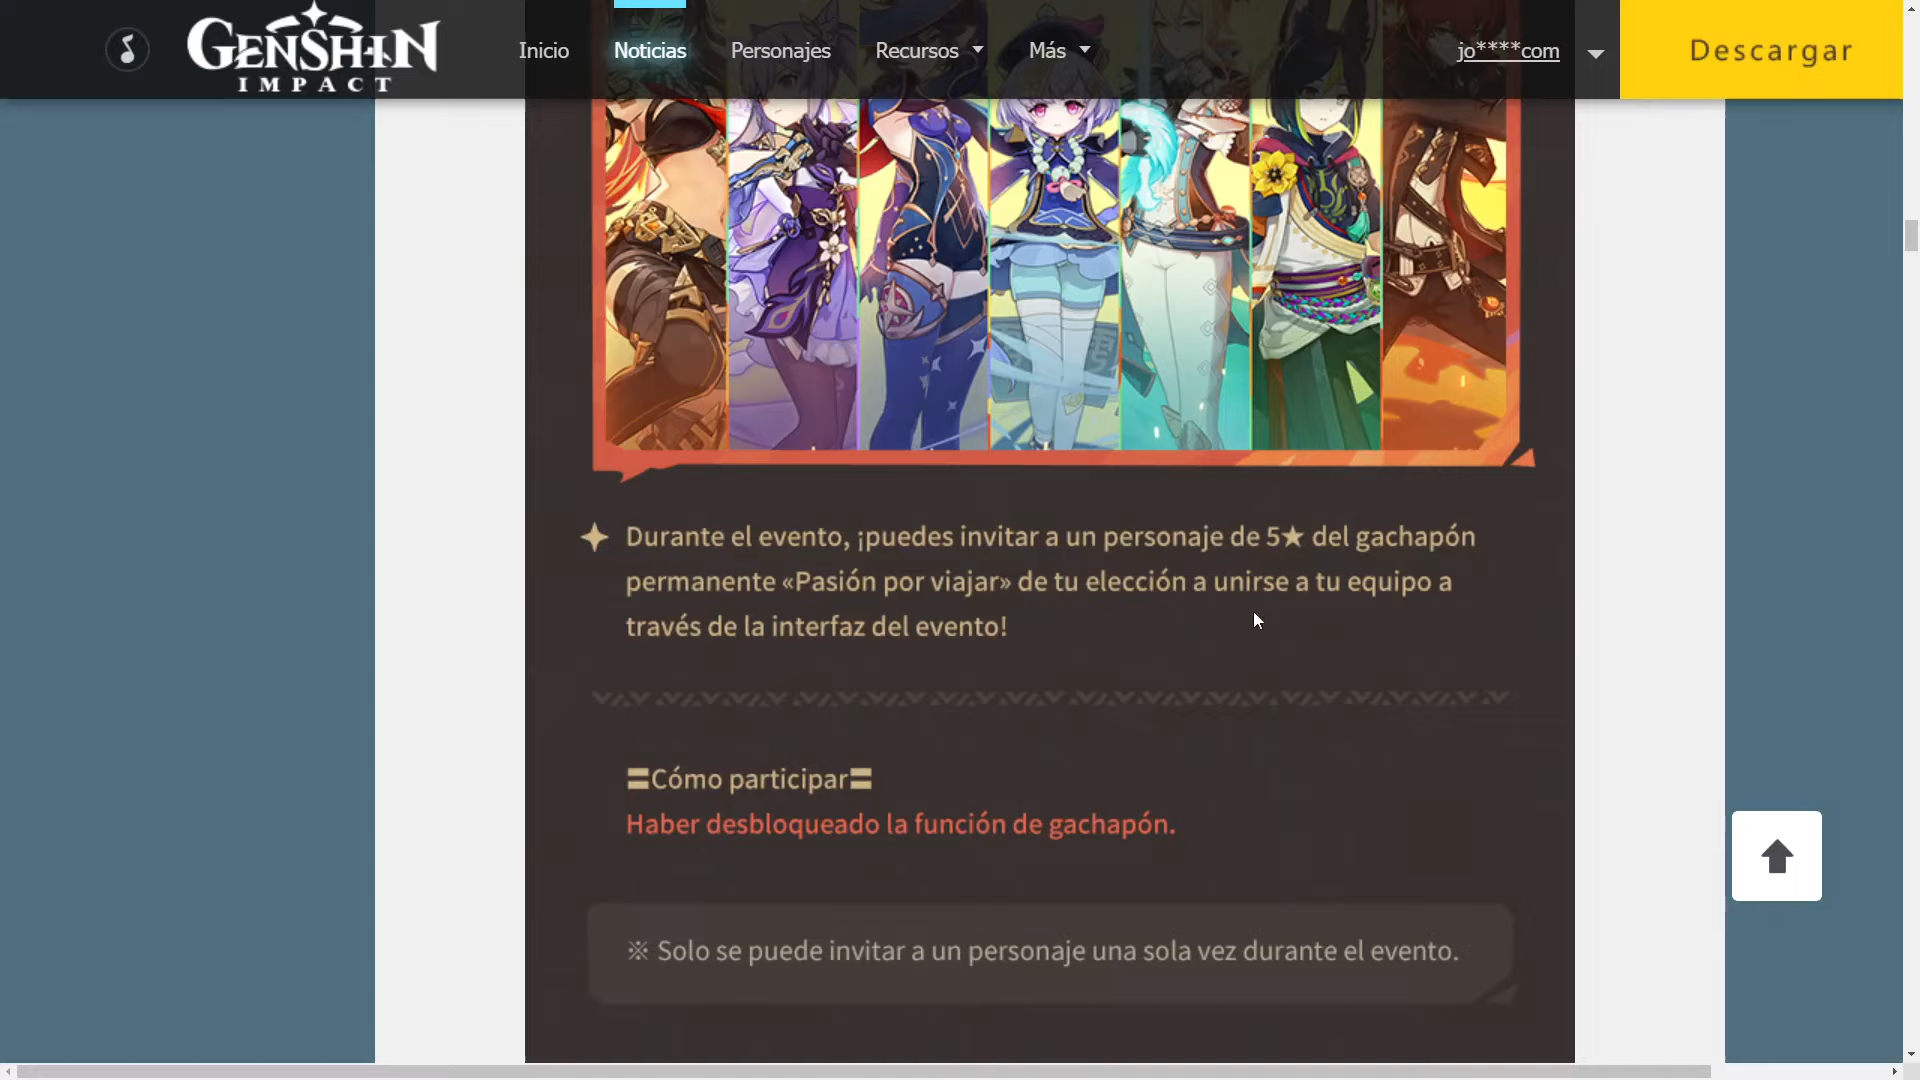 GENSHIN
IMPACT
Inicio
Noticias
Personajes
Recursos
Más
jo****com
Descargar
Durante el evento, ¡puedes invitar a un personaje de 5★ del gachapón
permanente «Pasión por viajar» de tu elección a unirse a tu equipo a
través de la interfaz del evento!
〓Cómo participar〓
Haber desbloqueado la función de gachapón.
※ Solo se puede invitar a un personaje una sola vez durante el evento.